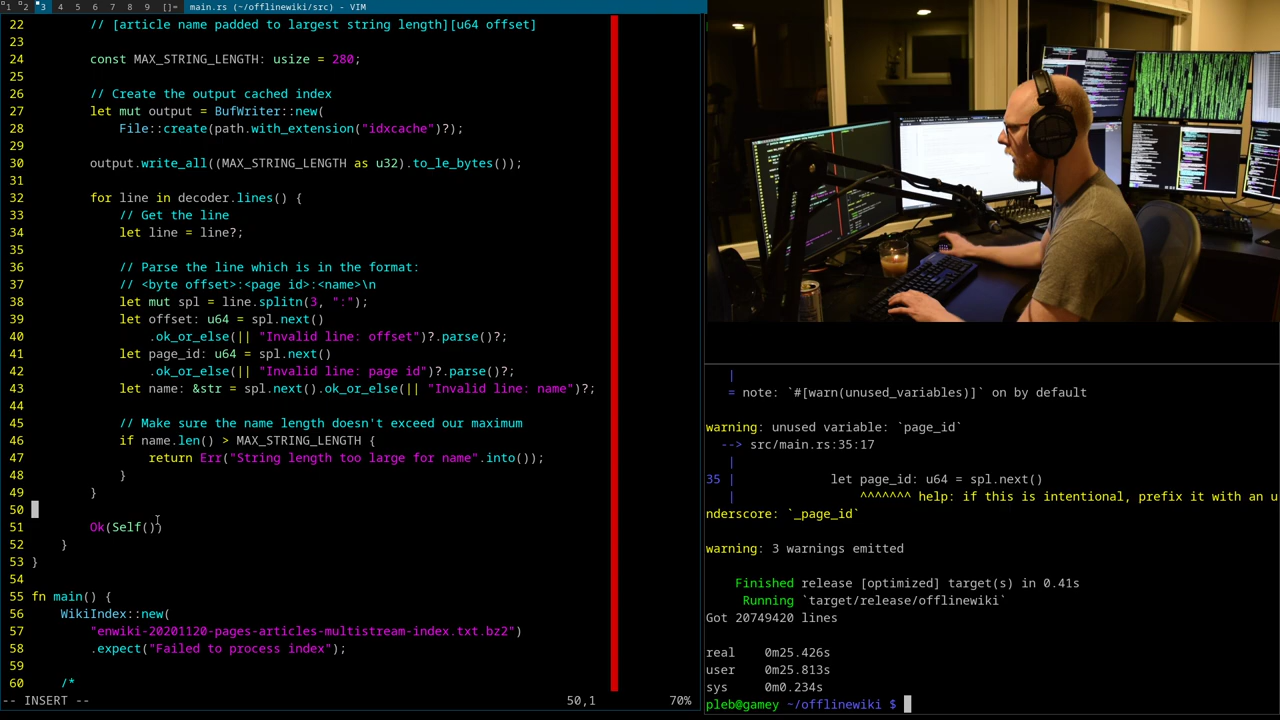 1 2 3 4 5 6 7 8 9 []= main.rs (~/offlinewiki/src) - VIM
22 // [article name padded to largest string length][u64 offset]
23
24 const MAX_STRING_LENGTH: usize = 280;
25
26 // Create the output cached index
27 let mut output = BufWriter::new(
28 File::create(path.with_extension("idxcache")?);
29
30 output.write_all((MAX_STRING_LENGTH as u32).to_le_bytes());
31
32 for line in decoder.lines() {
33 // Get the line
34 let line = line?;
35
36 // Parse the line which is in the format:
37 // <byte offset>:<page id>:<name>\n
38 let mut spl = line.splitn(3, ":");
39 let offset: u64 = spl.next()
40 .ok_or_else(|| "Invalid line: offset")?.parse()?;
41 let page_id: u64 = spl.next()
42 .ok_or_else(|| "Invalid line: page id")?.parse()?;
43 let name: &str = spl.next().ok_or_else(|| "Invalid line: name")?;
44
45 // Make sure the name length doesn't exceed our maximum
46 if name.len() > MAX_STRING_LENGTH {
47 return Err("String length too large for name".into());
48 }
49 }
50
51 Ok(Self())
52 }
53 }
54
55 fn main() {
56 WikiIndex::new(
57 "enwiki-20201120-pages-articles-multistream-index.txt.bz2")
58 .expect("Failed to process index");
59
60 /*
-- INSERT -- 50,1 70%
|
= note: `#[warn(unused_variables)]` on by default
warning: unused variable: `page_id`
--> src/main.rs:35:17
|
35 | let page_id: u64 = spl.next()
| ^^^^^^^ help: if this is intentional, prefix it with an u
nderscore: `_page_id`
warning: 3 warnings emitted
Finished release [optimized] target(s) in 0.41s
Running `target/release/offlinewiki`
Got 20749420 lines
real 0m25.426s
user 0m25.813s
sys 0m0.234s
pleb@gamey ~/offlinewiki $